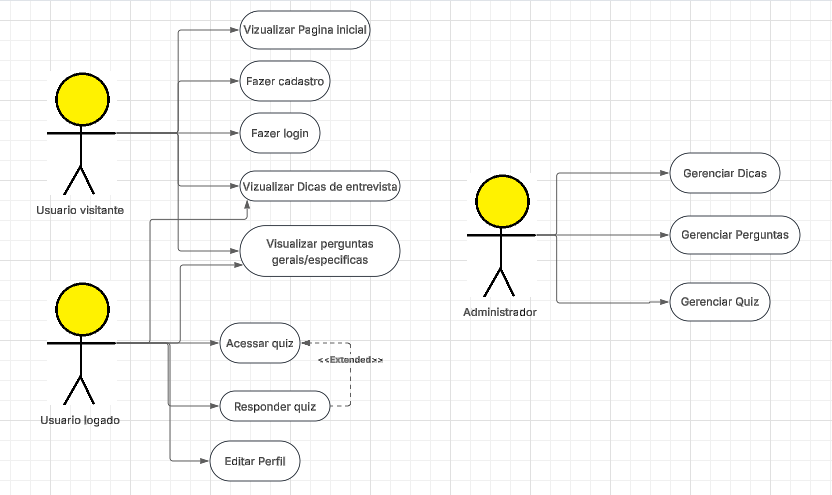 Vizualizar Pagina inicial
Fazer cadastro
Fazer login
Vizualizar Dicas de entrevista
Usuario visitante
Visualizar perguntas
gerais/especificas
Acessar quiz
<<Extended>>
Responder quiz
Usuario logado
Editar Perfil
Gerenciar Dicas
Gerenciar Perguntas
Gerenciar Quiz
Administrador